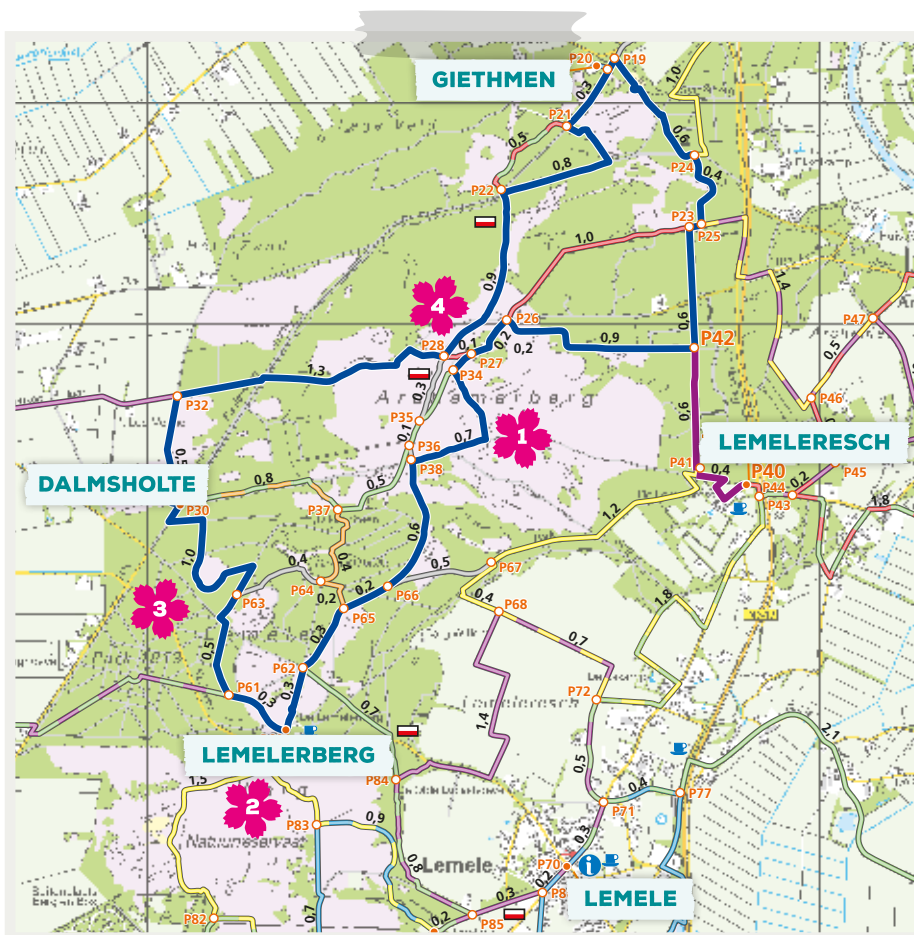 P20
P19
GIETHMEN
1,0
0,3
P21
0,5
0,6
P24
0,8
0,4
P22
P23
P25
1,0
0,9
1,4
4
P26
0,2
0,2
0,9
0,6
P42
P47
0,5
P28
0,1
P27
P34
1,3
0,3
P32
P46
P35
0,1
0,6
1
P36
0,7
P38
LEMELERESCH
P41
0,4
P40
P45
P44
0,2
P43
DALMSHOLTE
0,8
0,5
P30
P37
1,8
1,2
0,6
1,0
0,4
0,4
0,5
P67
P64
0,2
P66
P63
0,2
P65
0,4
P68
1,8
3
0,3
0,7
0,5
P62
P61
0,3
0,3
P72
0,7
1,4
2,1
LEMELERBERG
0,5
P84
1,5
0,4
P77
2
P71
P83
0,9
0,3
Lemele
0,8
P70
i
0,2
LEMELE
0,3
P82
0,7
0,2
P85